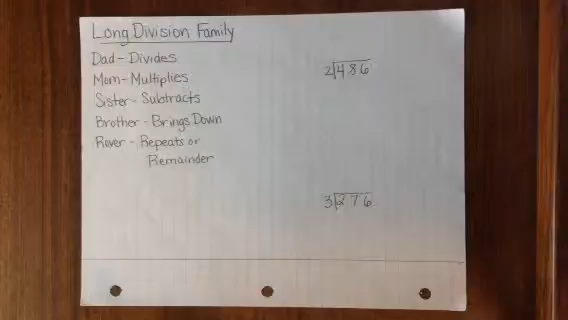 Long Division Family
Dad - Divides
Mom - Multiplies
Sister - Subtracts
Brother - Brings Down
Rover - Repeats or
Remainder
2 486
3 276